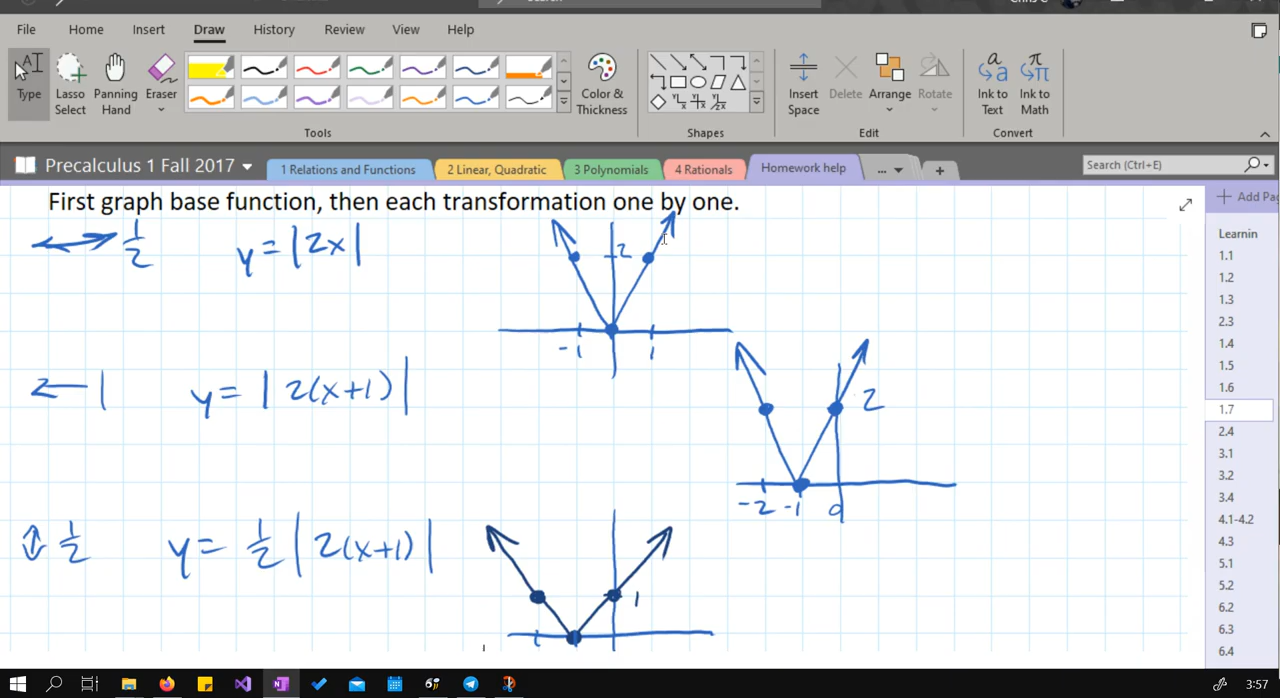 File Home Insert Draw History Review View Help
Type
Lasso Select
Panning Hand
Eraser
Color & Thickness
Insert Space
Delete
Arrange
Rotate
Ink to Text
Ink to Math
Tools Shapes Edit Convert
Precalculus 1 Fall 2017
1 Relations and Functions
2 Linear, Quadratic
3 Polynomials
4 Rationals
Homework help
...
Search (Ctrl+E)
First graph base function, then each transformation one by one.
↔ 1/2 y = |2x|
2
-1 1
← 1 y = |2(x+1)|
2
-2 -1 0
↕ 1/2 y = 1/2 |2(x+1)|
1
Learnin
1.1
1.2
1.3
2.3
1.4
1.5
1.6
1.7
2.4
3.1
3.2
3.4
4.1-4.2
4.3
5.1
5.2
6.2
6.3
6.4
3:57